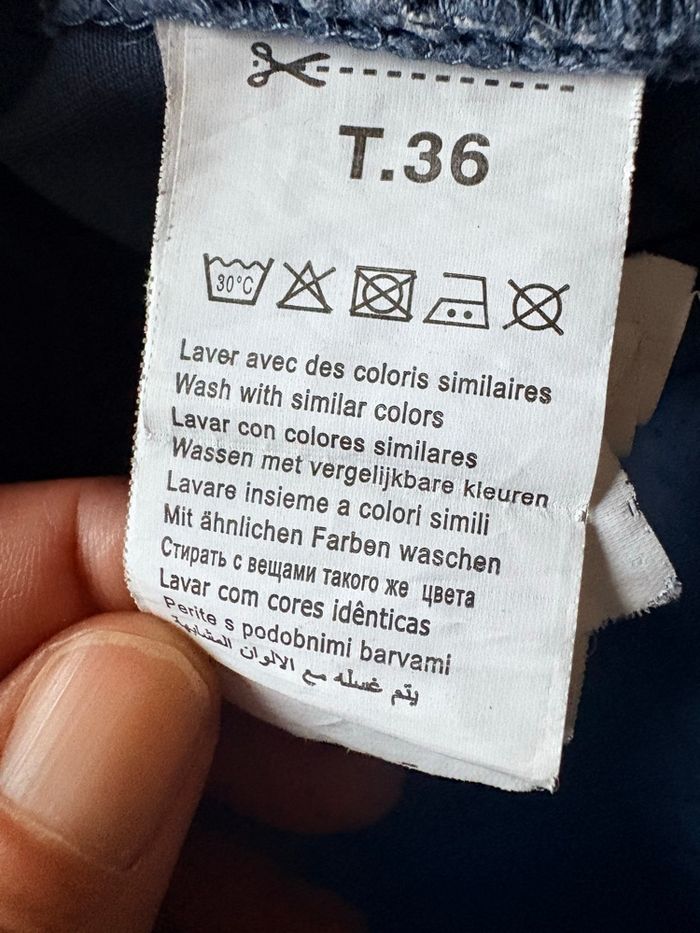 T.36
30°C
Laver avec des coloris similaires
Wash with similar colors
Lavar con colores similares
Wassen met vergelijkbare kleuren
Lavare insieme a colori simili
Mit ähnlichen Farben waschen
Стирать с вещами такого же цвета
Lavar com cores idênticas
Perite s podobnimi barvami
يتم غسله مع الالوان المشابهة